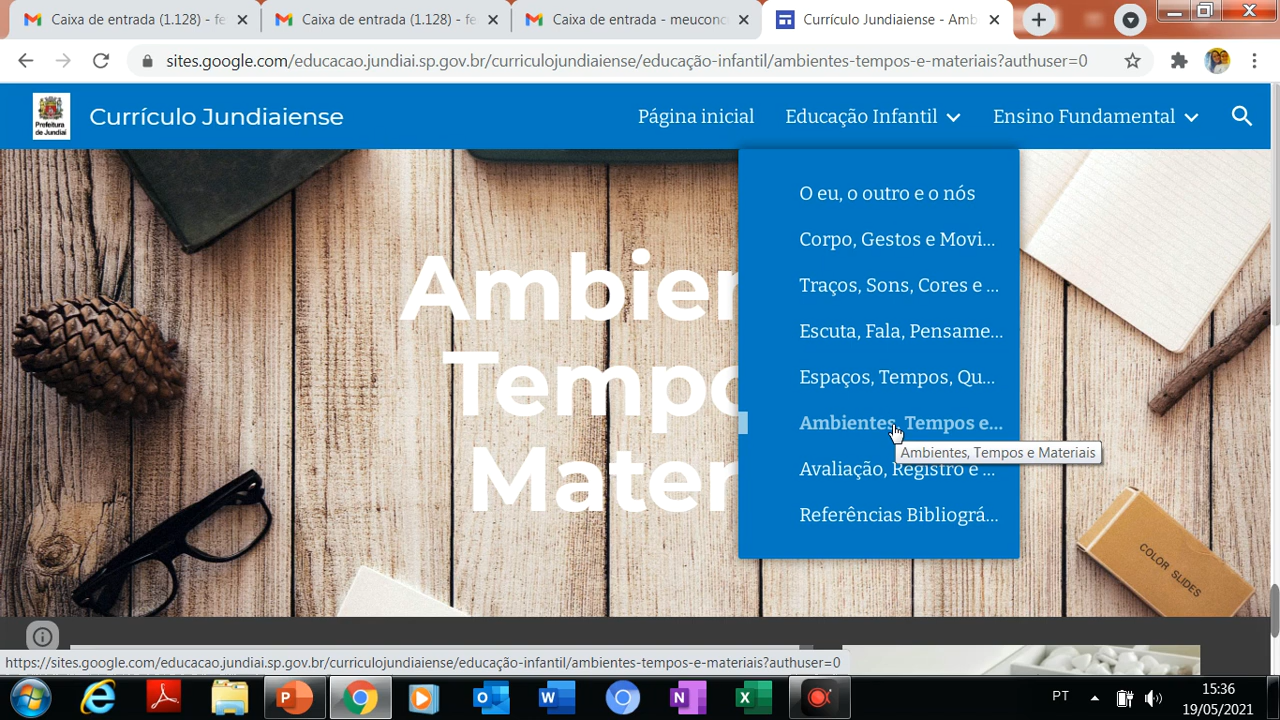 Caixa de entrada (1.128) - fe
Caixa de entrada (1.128) - fe
Caixa de entrada - meuconc
Currículo Jundiaiense - Amb
sites.google.com/educacao.jundiai.sp.gov.br/curriculojundiaiense/educação-infantil/ambientes-tempos-e-materiais?authuser=0
Prefeitura
de Jundiaí
Currículo Jundiaiense
Página inicial
Educação Infantil
Ensino Fundamental
O eu, o outro e o nós
Corpo, Gestos e Movi...
Traços, Sons, Cores e ...
Escuta, Fala, Pensame...
Espaços, Tempos, Qu...
Ambientes, Tempos e...
Ambientes, Tempos e Materiais
Avaliação, Registro e ...
Referências Bibliográ...
Ambien
Tempo
Mater
COLOR SLIDES
https://sites.google.com/educacao.jundiai.sp.gov.br/curriculojundiaiense/educação-infantil/ambientes-tempos-e-materiais?authuser=0
PT
15:36
19/05/2021